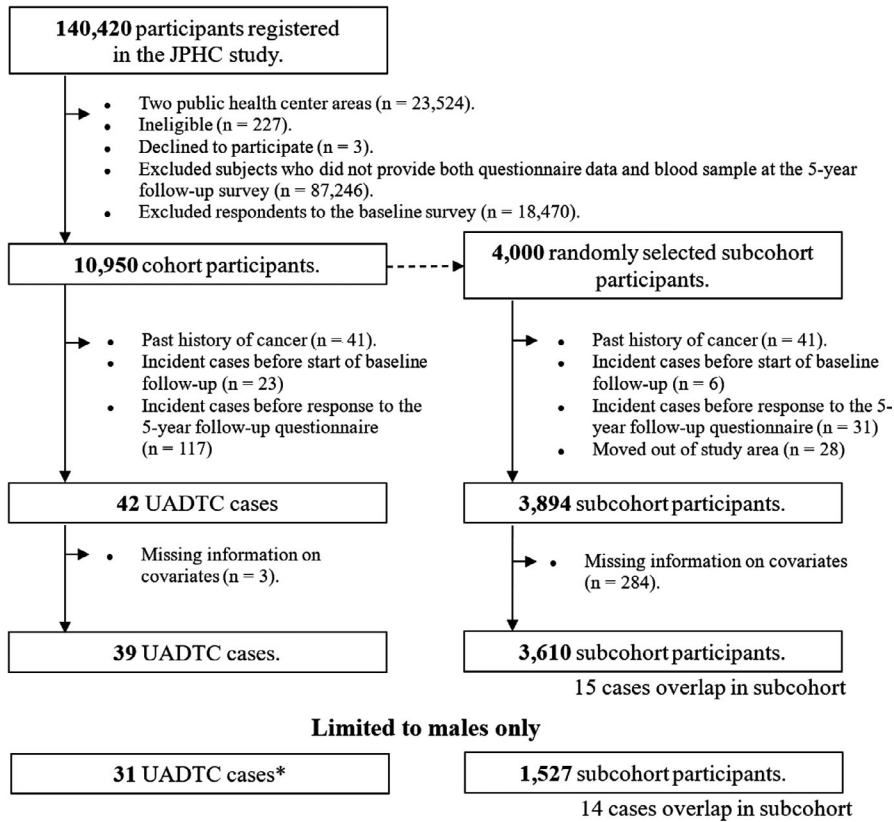 140,420 participants registered
in the JPHC study.
• Two public health center areas (n = 23,524).
• Ineligible (n = 227).
• Declined to participate (n = 3).
• Excluded subjects who did not provide both questionnaire data and blood sample at the 5-year
follow-up survey (n = 87,246).
• Excluded respondents to the baseline survey (n = 18,470).
10,950 cohort participants.
4,000 randomly selected subcohort
participants.
• Past history of cancer (n = 41).
• Incident cases before start of baseline
follow-up (n = 23)
• Incident cases before response to the
5-year follow-up questionnaire
(n = 117)
• Past history of cancer (n = 41).
• Incident cases before start of baseline
follow-up (n = 6)
• Incident cases before response to the 5-
year follow-up questionnaire (n = 31)
• Moved out of study area (n = 28)
42 UADTC cases
3,894 subcohort participants.
• Missing information on
covariates (n = 3).
• Missing information on covariates
(n = 284).
39 UADTC cases.
3,610 subcohort participants.
15 cases overlap in subcohort
Limited to males only
31 UADTC cases*
1,527 subcohort participants.
14 cases overlap in subcohort